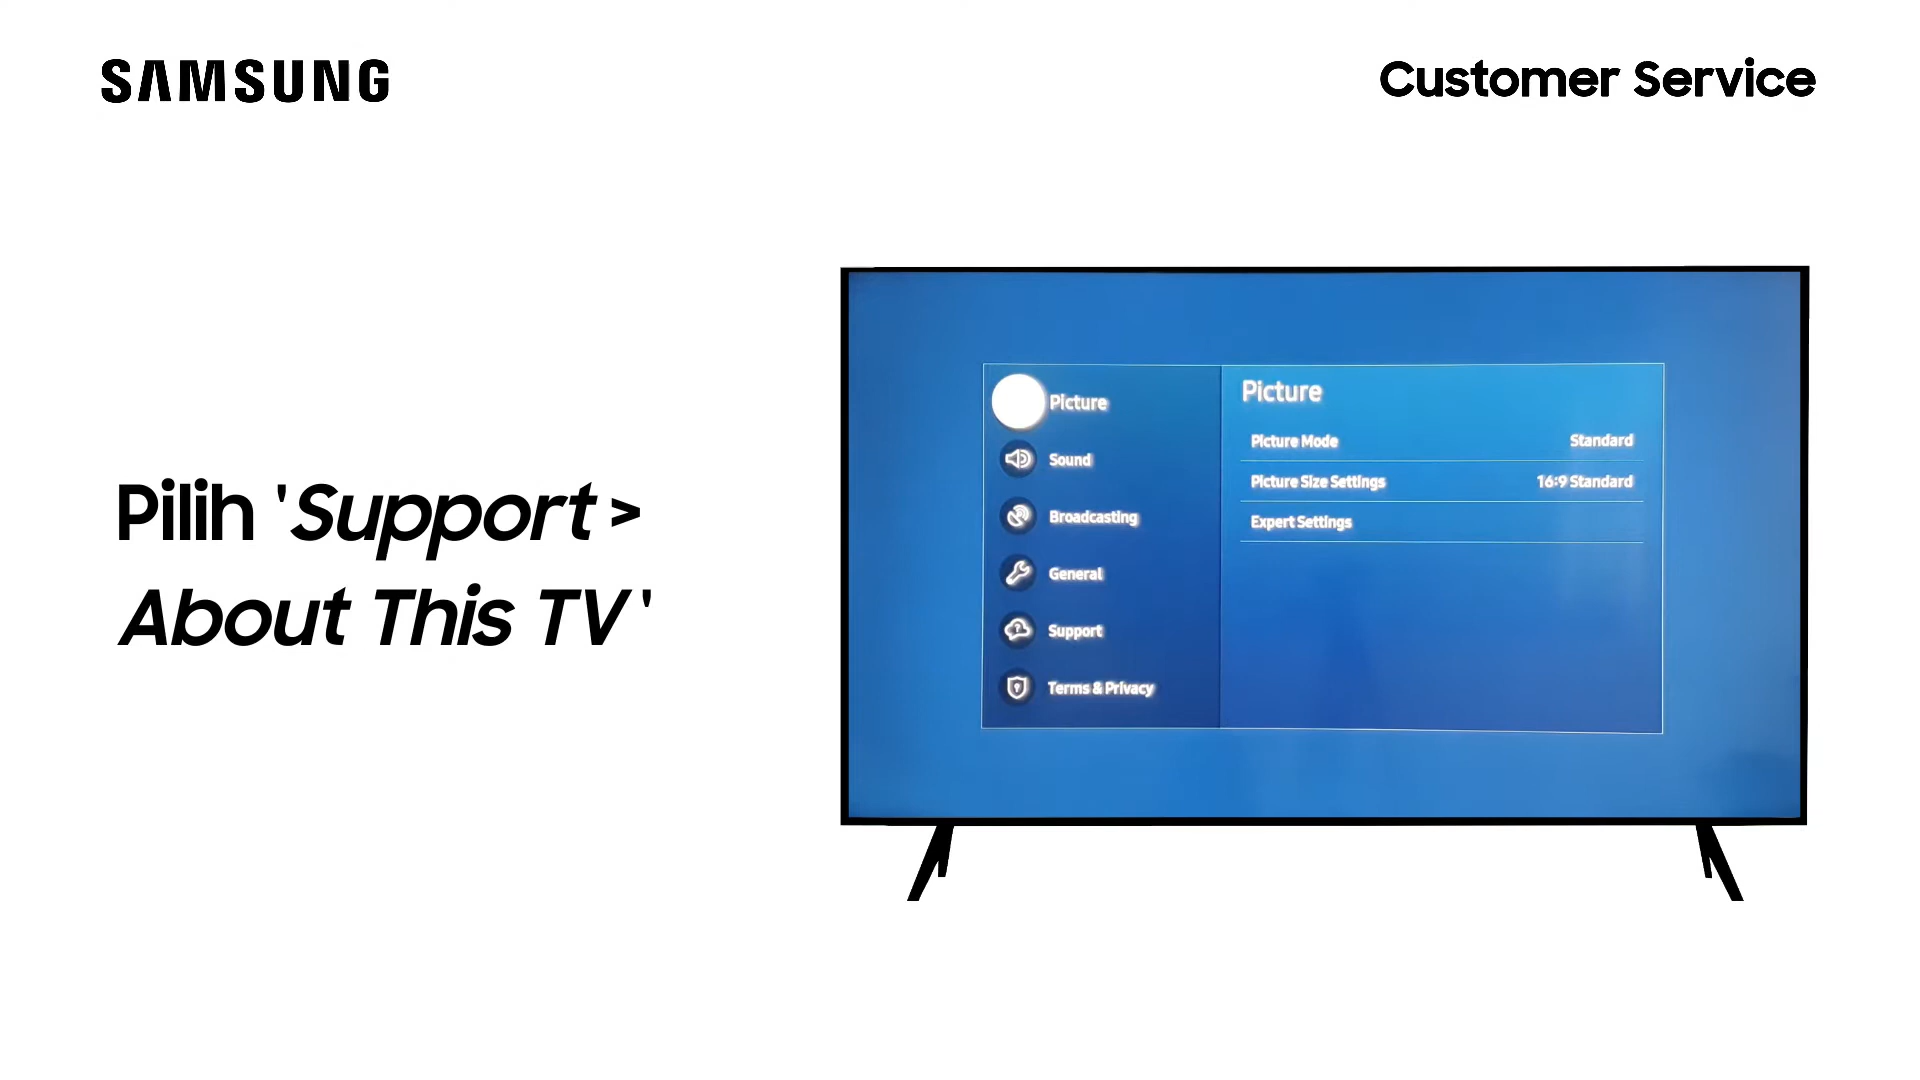 SAMSUNG
Customer Service
Pilih 'Support >
About This TV'
Picture
Sound
Broadcasting
General
Support
Terms & Privacy
Picture
Picture Mode Standard
Picture Size Settings 16:9 Standard
Expert Settings